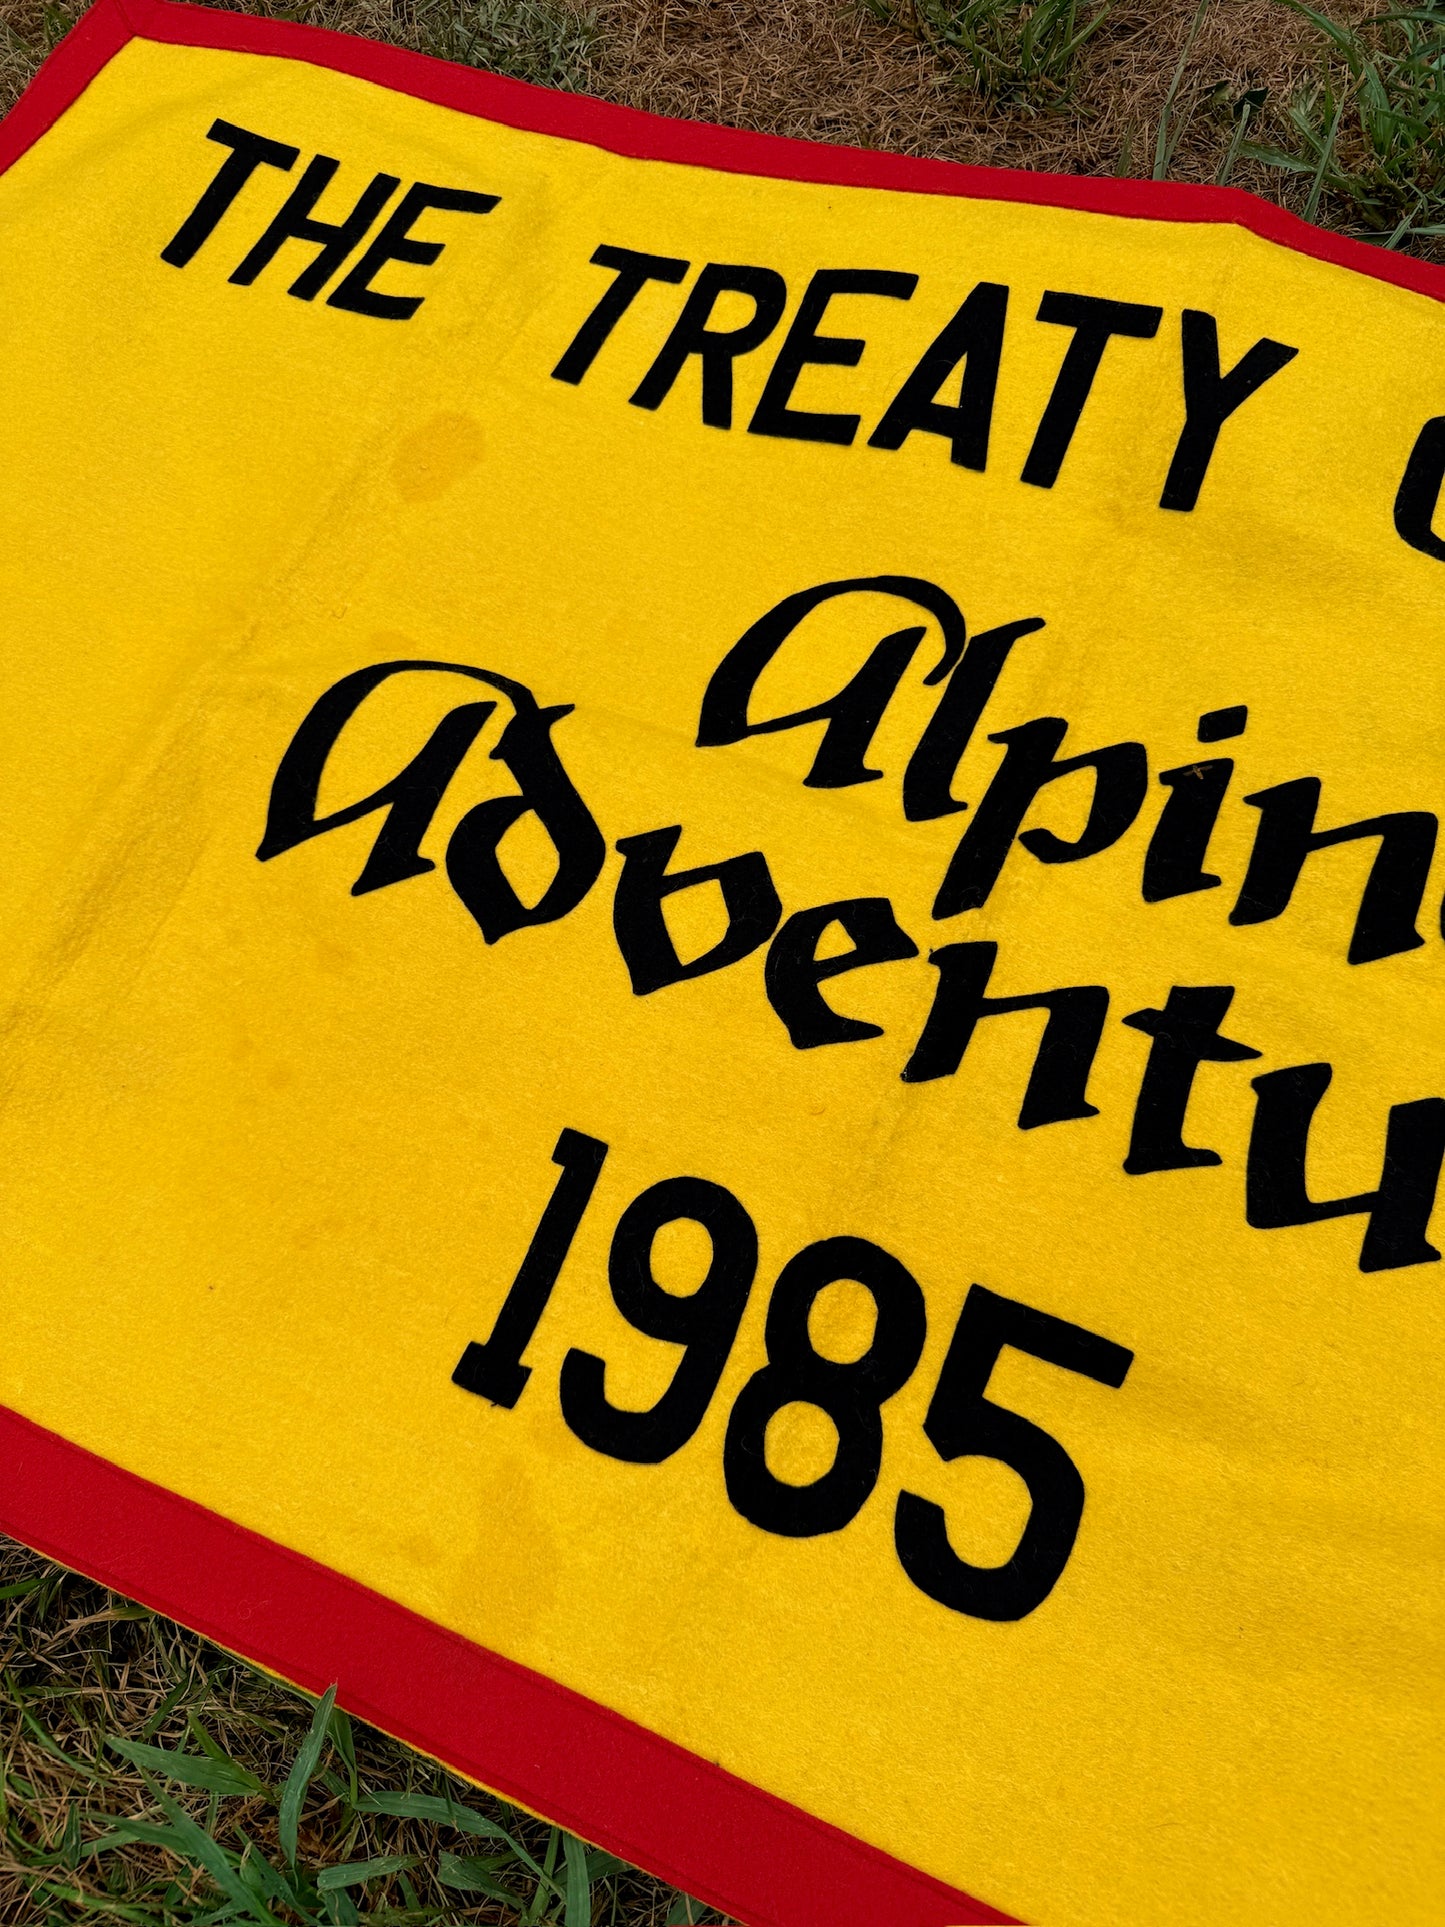 THE TREATY
Alpin
Adventu
1985